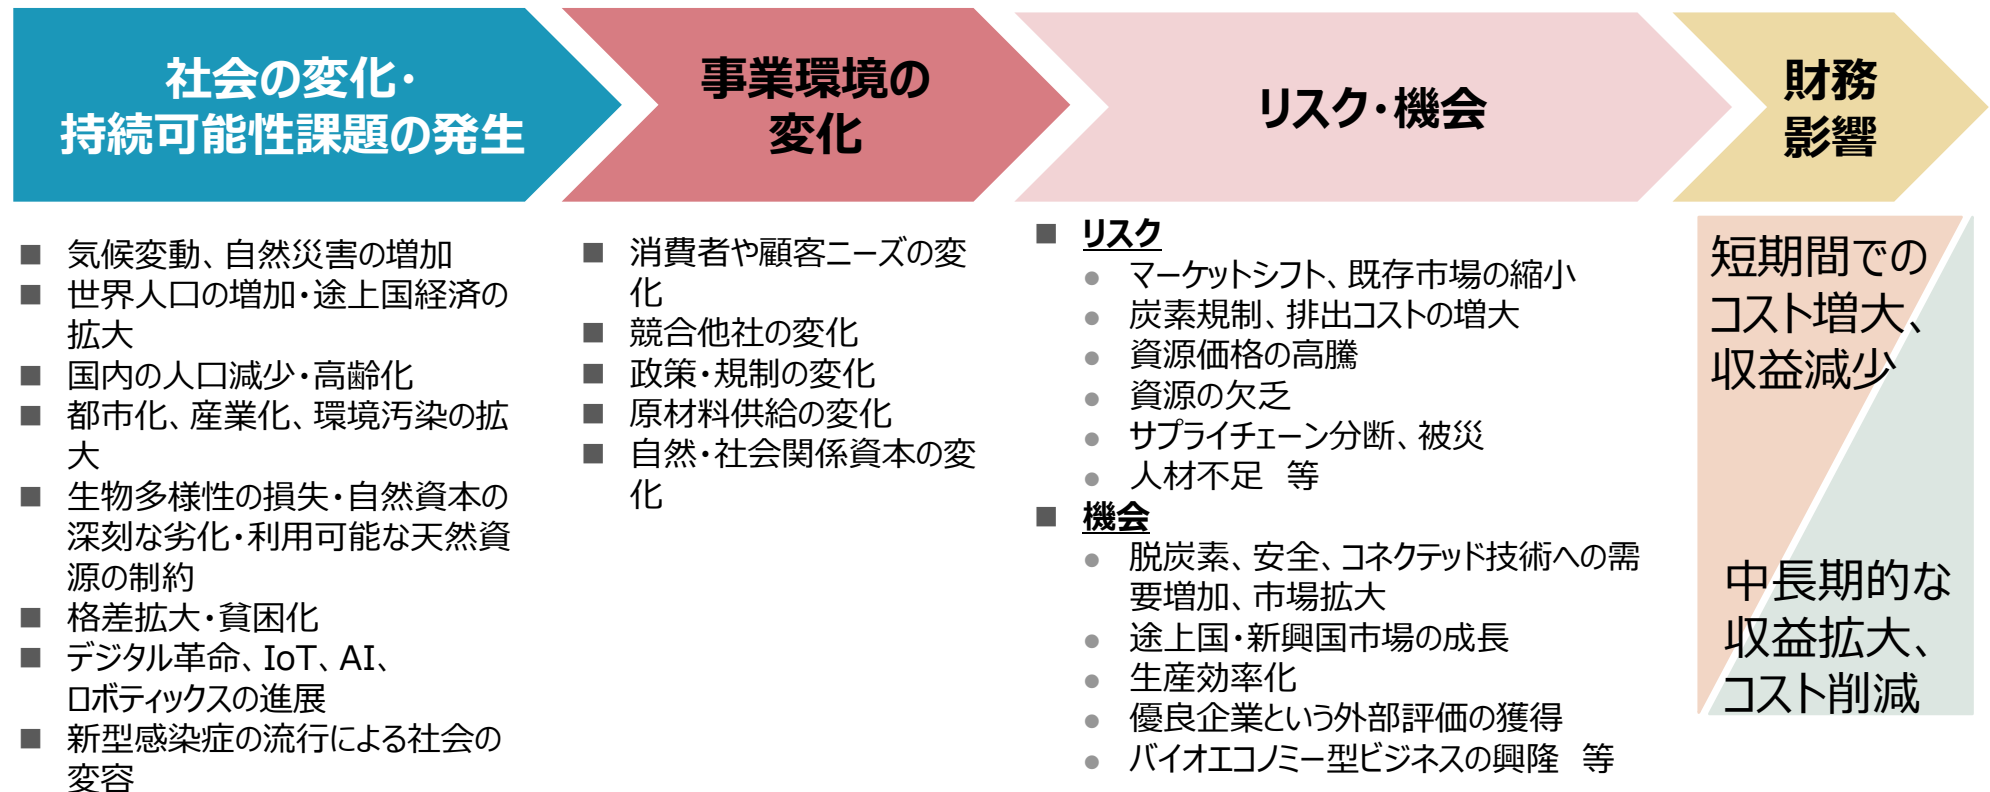 社会の変化・
持続可能性課題の発生
事業環境の
変化
リスク・機会
財務
影響
■ 気候変動、自然災害の増加
■ 世界人口の増加・途上国経済の
拡大
■ 国内の人口減少・高齢化
■ 都市化、産業化、環境汚染の拡
大
■ 生物多様性の損失・自然資本の
深刻な劣化・利用可能な天然資
源の制約
■ 格差拡大・貧困化
■ デジタル革命、IoT、AI、
ロボティックスの進展
■ 新型感染症の流行による社会の
変容
■ 消費者や顧客ニーズの変
化
■ 競合他社の変化
■ 政策・規制の変化
■ 原材料供給の変化
■ 自然・社会関係資本の変
化
■ リスク
● マーケットシフト、既存市場の縮小
● 炭素規制、排出コストの増大
● 資源価格の高騰
● 資源の欠乏
● サプライチェーン分断、被災
● 人材不足　等
■ 機会
● 脱炭素、安全、コネクテッド技術への需
要増加、市場拡大
● 途上国・新興国市場の成長
● 生産効率化
● 優良企業という外部評価の獲得
● バイオエコノミー型ビジネスの興隆　等
短期間での
コスト増大、
収益減少
中長期的な
収益拡大、
コスト削減